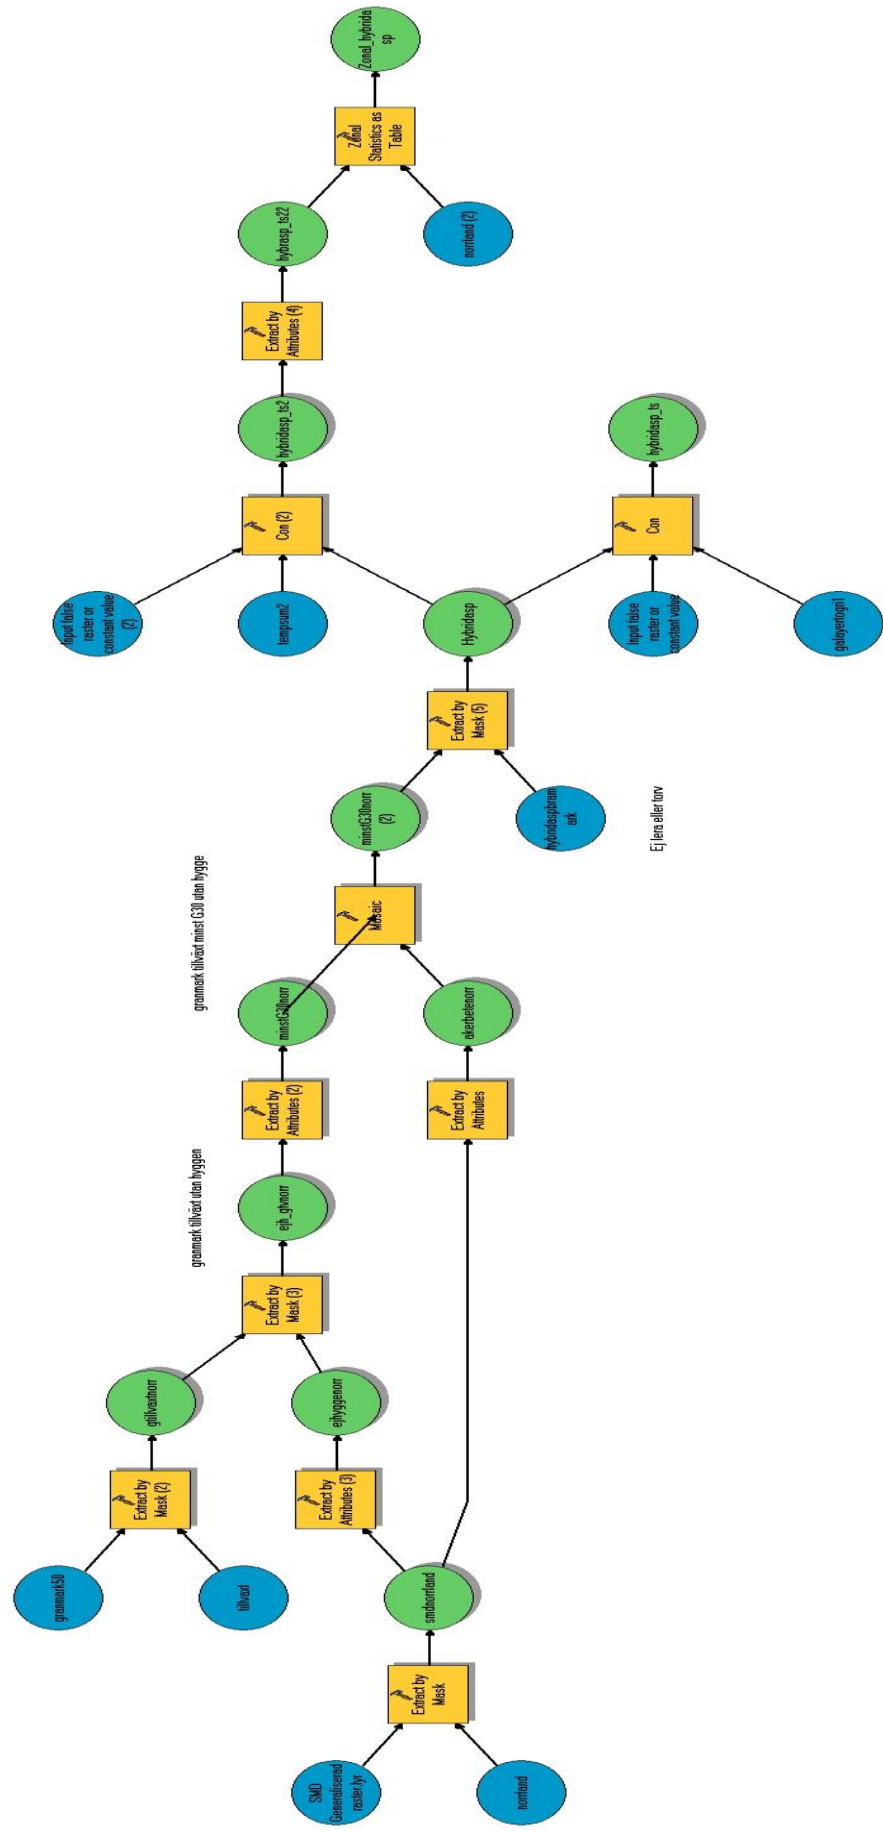 SMD
Generaliserad
raster.lyr
norrland
Extract by
Mask
smdnorrland
granmark50
tillvaxt
Extract by
Mask (2)
Extract by
Attributes (3)
gtillvaxtnorr
ejhyggenorr
Extract by
Mask (3)
granmark tillväxt utan hyggen
ejh_gtvnorr
Extract by
Attributes (2)
Extract by
Attributes
granmark tillväxt minst G30 utan hygge
minstG30norr
akerbetenorr
Mosaic
minstG30norr
(2)
hybridaspbram
ark
Ej lera eller torv
Extract by
Mask (5)
Input false
raster or
constant value
(2)
tempsum2
Hybridasp
Input false
raster or
constant value
galayertogri1
Con (2)
Con
hybridasp_ts2
hybridasp_ts
Extract by
Attributes (4)
hybrasp_ts22
norrland (2)
Zonal
Statistics as
Table
Zonal_hybrida
sp